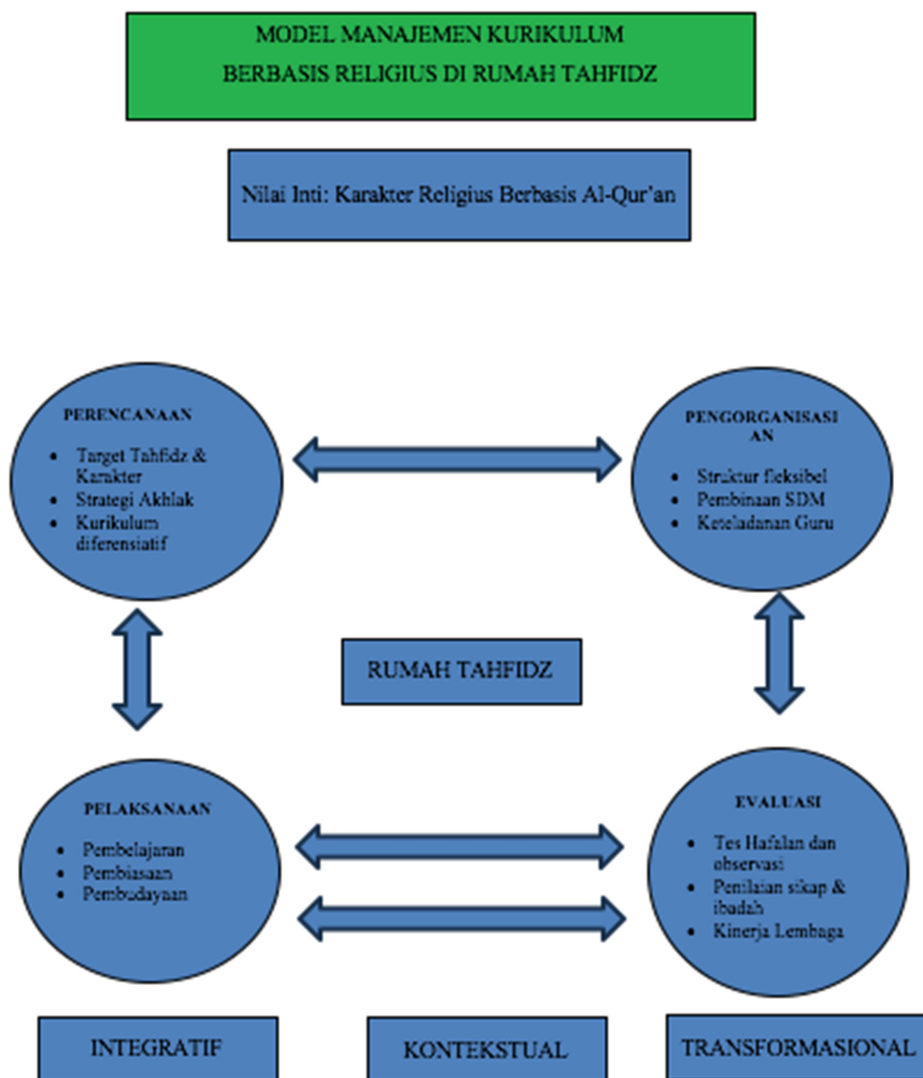 MODEL MANAJEMEN KURIKULUM
BERBASIS RELIGIUS DI RUMAH TAHFIDZ
Nilai Inti: Karakter Religius Berbasis Al-Qur'an
PERENCANAAN
• Target Tahfidz &
Karakter
• Strategi Akhlak
• Kurikulum
diferensiatif
PENGORGANISASI
AN
• Struktur fleksibel
• Pembinaan SDM
• Keteladanan Guru
RUMAH TAHFIDZ
PELAKSANAAN
• Pembelajaran
• Pembiasaan
• Pembudayaan
EVALUASI
• Tes Hafalan dan
observasi
• Penilaian sikap &
ibadah
• Kinerja Lembaga
INTEGRATIF
KONTEKSTUAL
TRANSFORMASIONAL